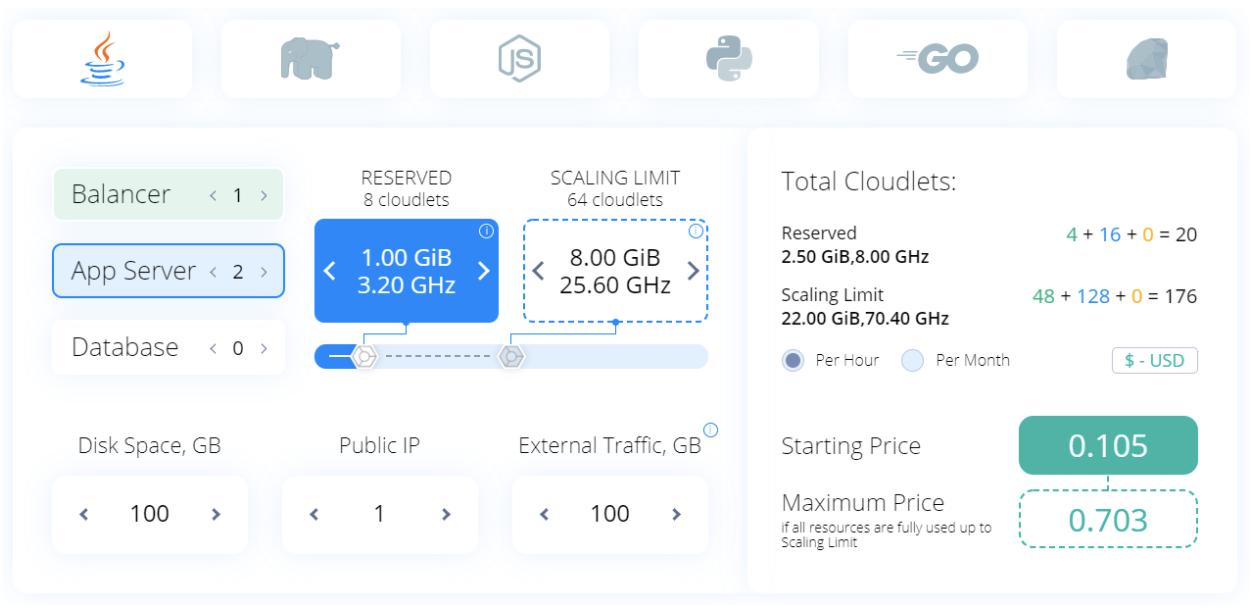 JS
GO
Balancer < 1 >
App Server < 2 >
Database < 0 >
RESERVED
8 cloudlets
1.00 GiB
3.20 GHz
SCALING LIMIT
64 cloudlets
8.00 GiB
25.60 GHz
Disk Space, GB
100
Public IP
1
External Traffic, GB
100
Total Cloudlets:
Reserved 4 + 16 + 0 = 20
2.50 GiB,8.00 GHz
Scaling Limit 48 + 128 + 0 = 176
22.00 GiB,70.40 GHz
Per Hour Per Month $ - USD
Starting Price 0.105
Maximum Price 0.703
if all resources are fully used up to
Scaling Limit